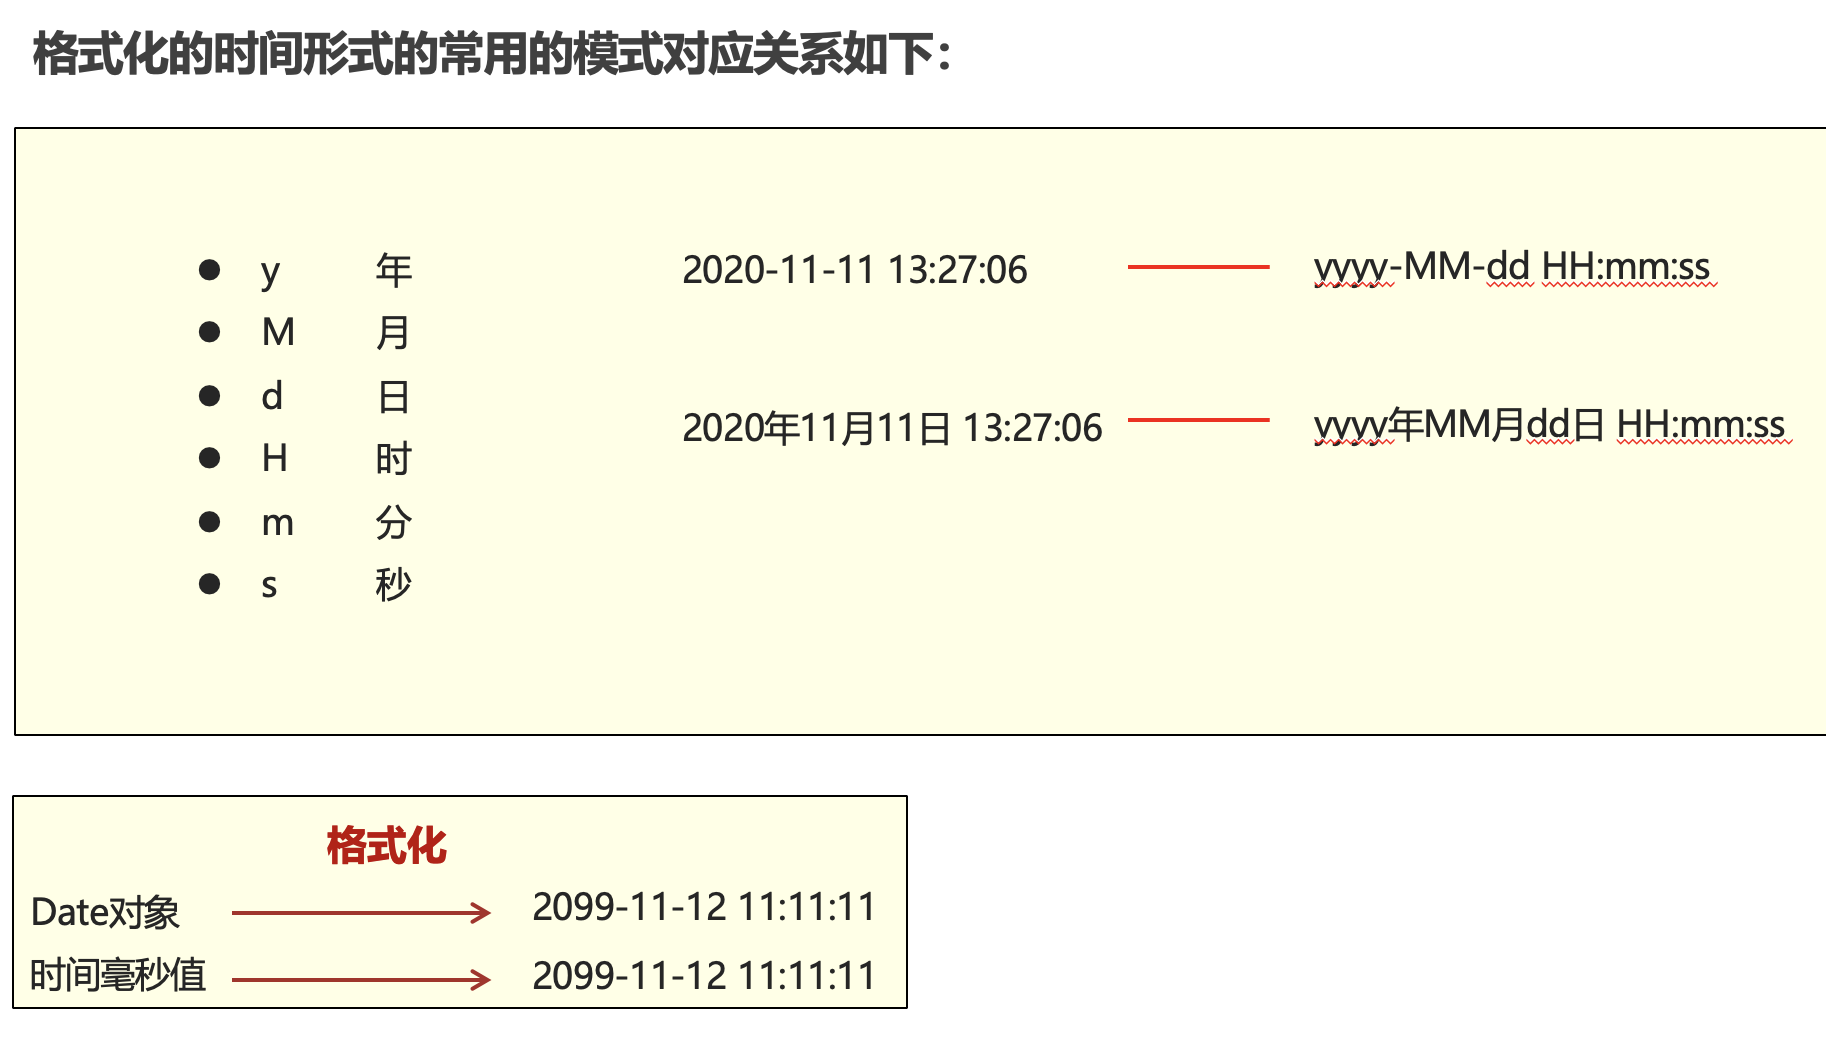 格式化的时间形式的常用的模式对应关系如下：
● y 年
● M 月
● d 日
● H 时
● m 分
● s 秒
2020-11-11 13:27:06 yyyy-MM-dd HH:mm:ss
2020年11月11日 13:27:06 yyyy年MM月dd日 HH:mm:ss
格式化
Date对象 2099-11-12 11:11:11
时间毫秒值 2099-11-12 11:11:11